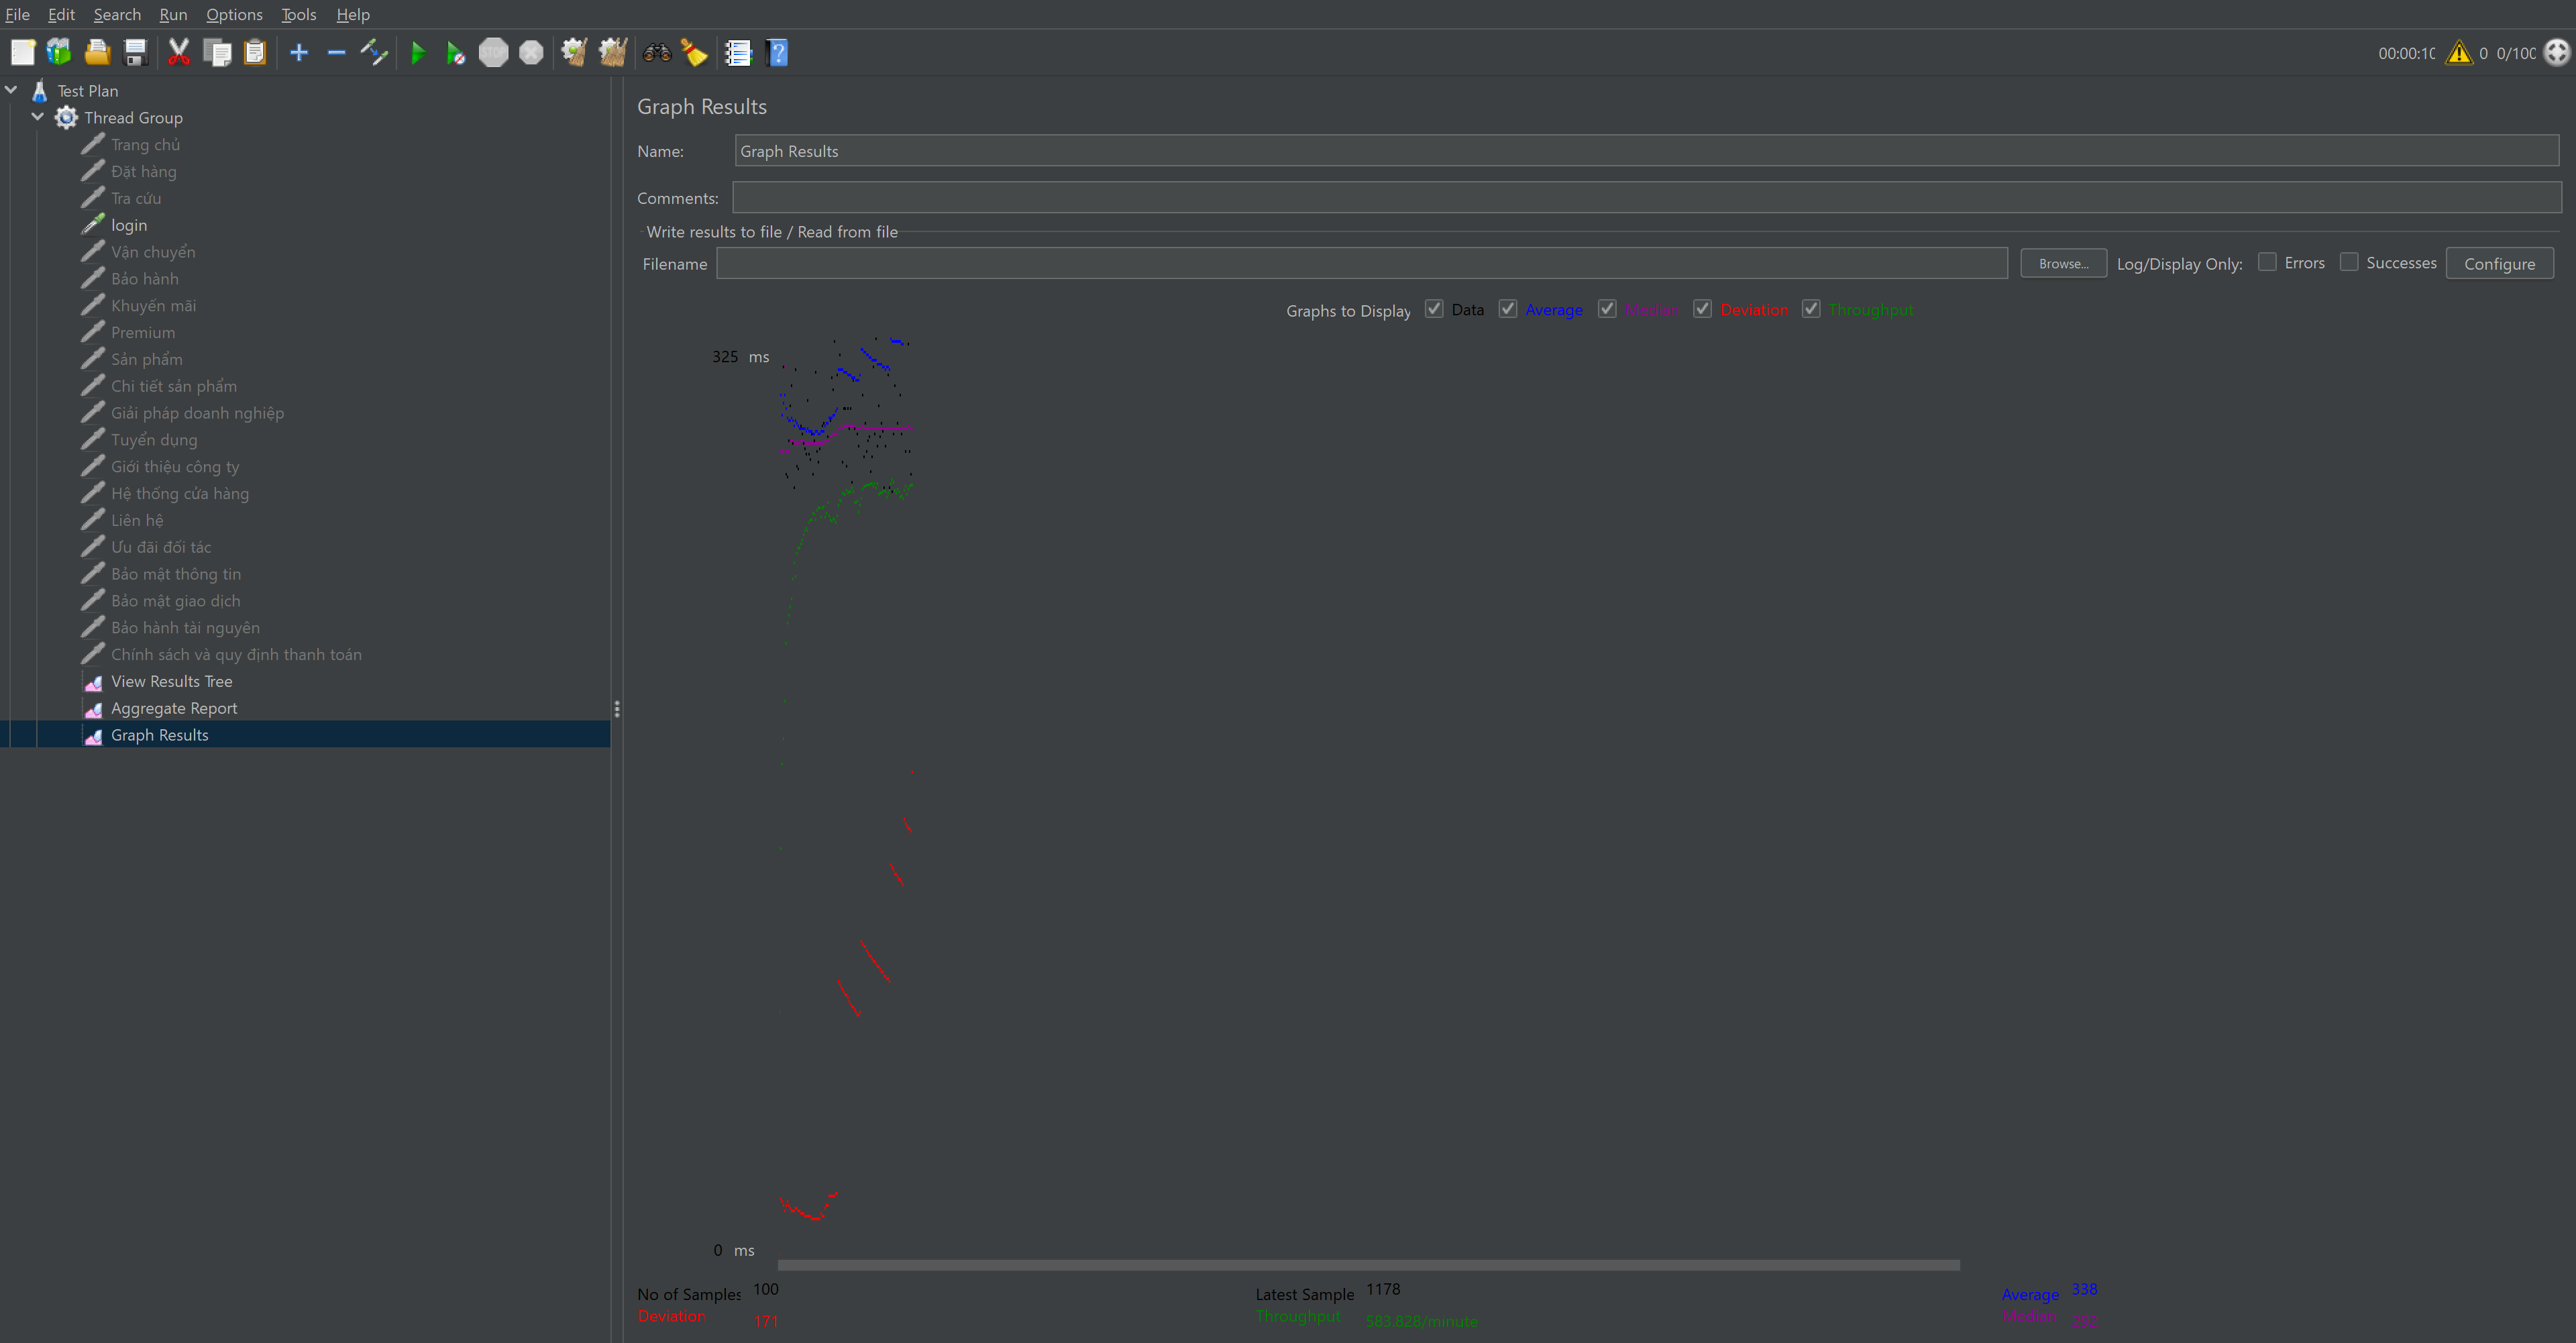 File Edit Search Run Options Tools Help
00:00:10 0 0/100
Test Plan
Thread Group
Trang chủ
Đặt hàng
Tra cứu
login
Vận chuyển
Bảo hành
Khuyến mãi
Premium
Sản phẩm
Chi tiết sản phẩm
Giải pháp doanh nghiệp
Tuyển dụng
Giới thiệu công ty
Hệ thống cửa hàng
Liên hệ
Ưu đãi đối tác
Bảo mật thông tin
Bảo mật giao dịch
Bảo hành tài nguyên
Chính sách và quy định thanh toán
View Results Tree
Aggregate Report
Graph Results
Graph Results
Name: Graph Results
Comments:
Write results to file / Read from file
Filename Browse... Log/Display Only: Errors Successes Configure
Graphs to Display Data Average Median Deviation Throughput
325 ms
0 ms
No of Samples 100 Latest Sample 1178 Average 338
Deviation 171 Throughput 583.828/minute Median 292